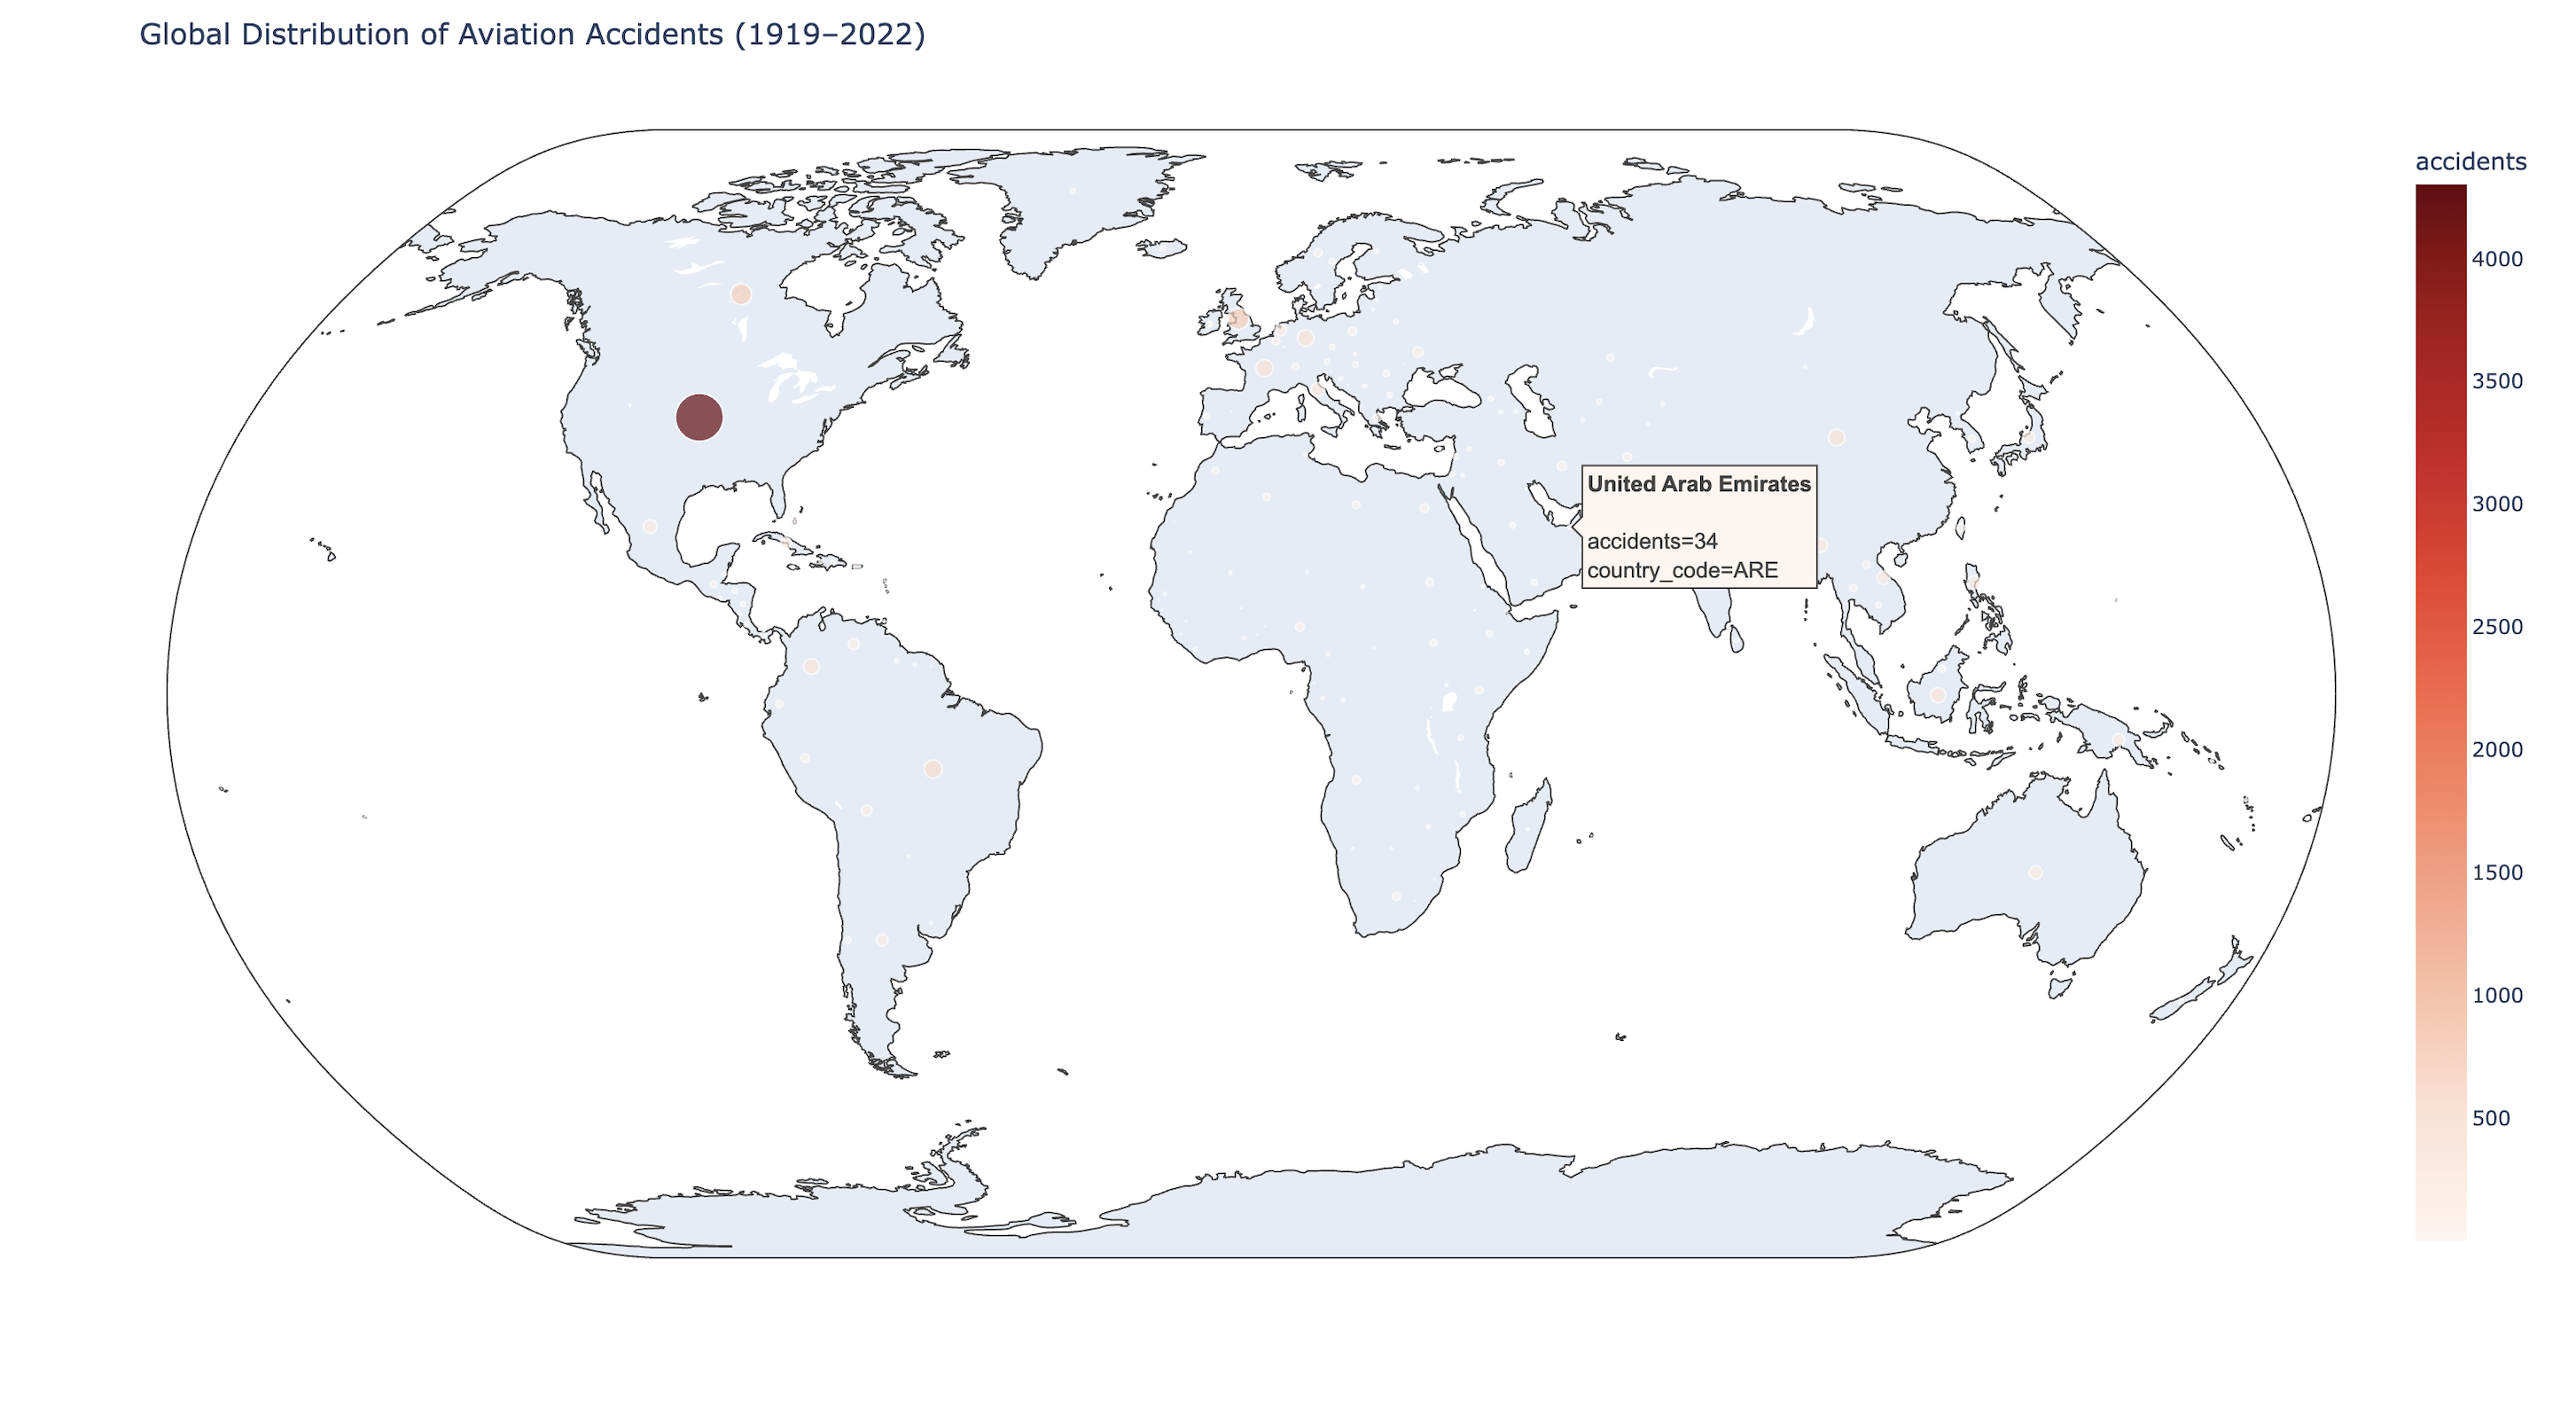 Global Distribution of Aviation Accidents (1919–2022)
accidents
4000
3500
3000
2500
2000
1500
1000
500
United Arab Emirates
accidents=34
country_code=ARE